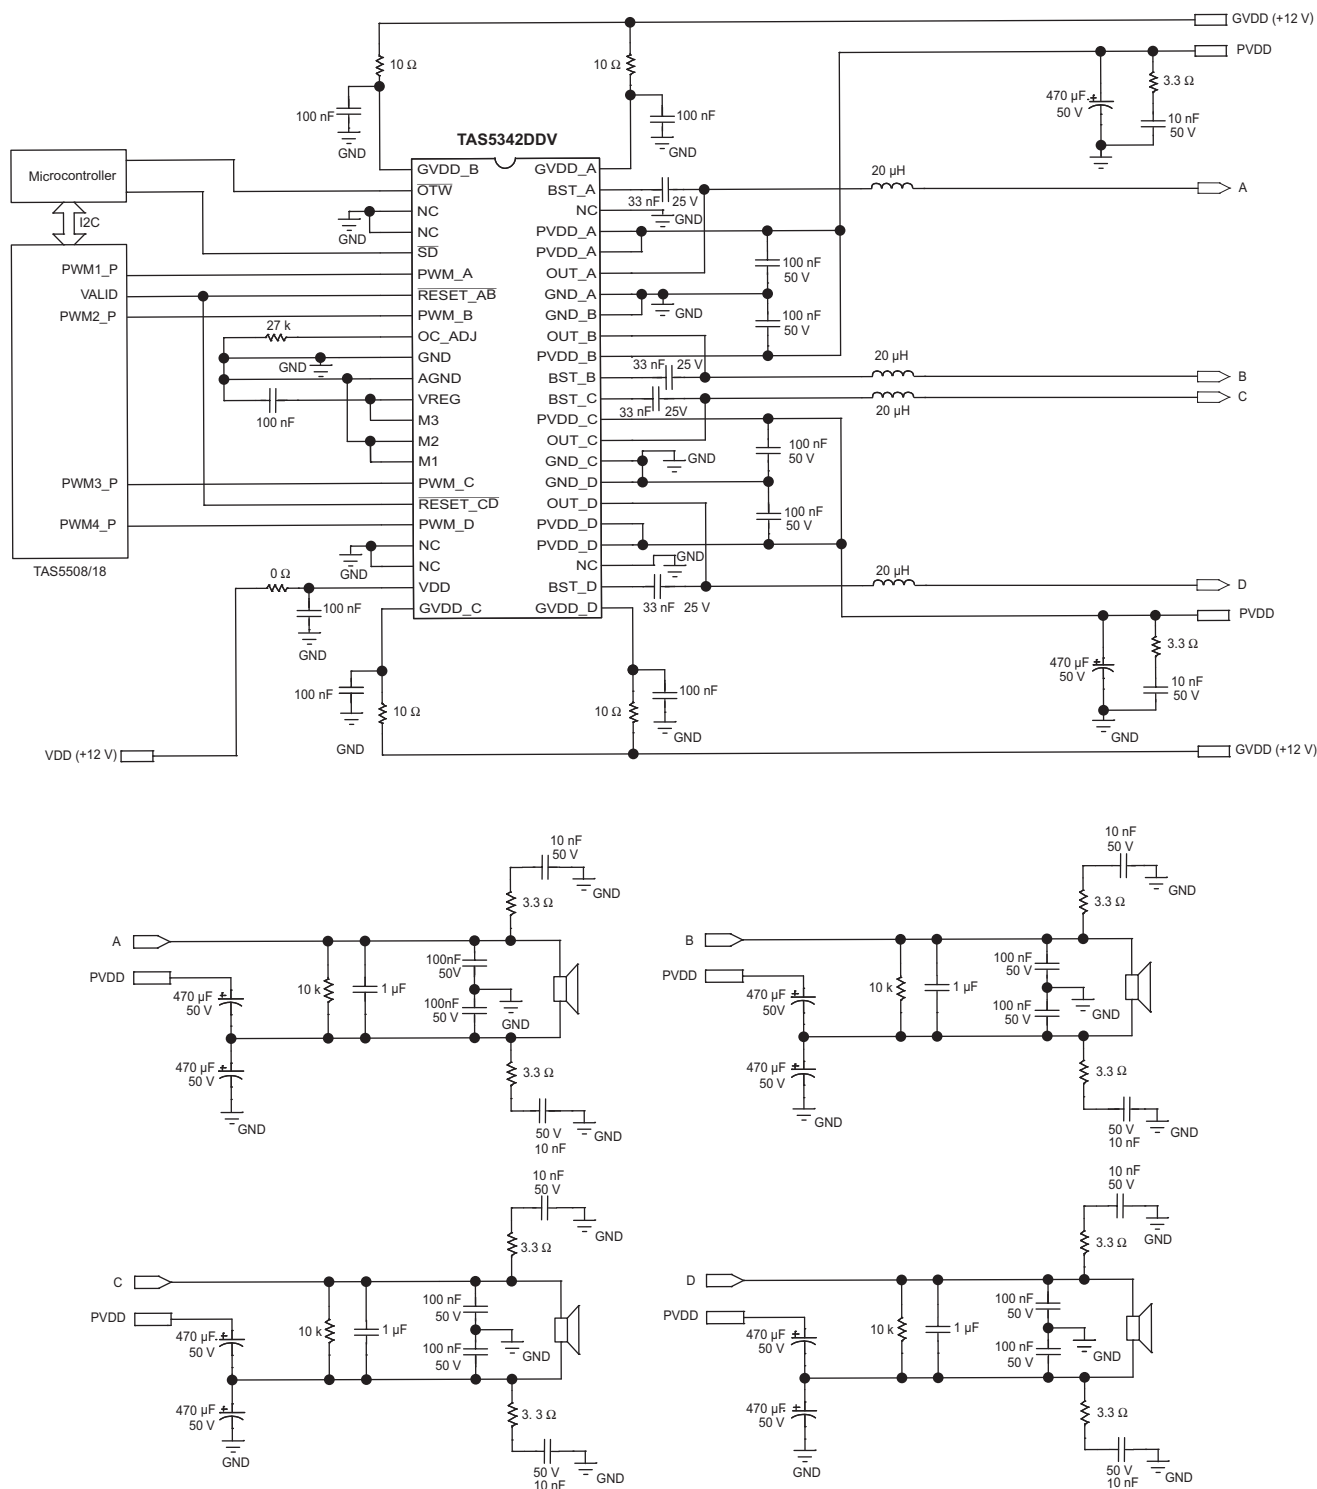 GVDD (+12 V)
PVDD
10 Ω
10 Ω
3.3 Ω
470 µF
50 V
10 nF
50 V
100 nF
GND
100 nF
GND
TAS5342DDV
Microcontroller
I2C
GVDD_B
GVDD_A
OTW
BST_A
33 nF 25 V
20 µH
A
NC
GND
NC
GND
NC
PVDD_A
SD
PVDD_A
100 nF
50 V
PWM1_P
PWM_A
OUT_A
VALID
RESET_AB
GND_A
GND
PWM2_P
PWM_B
GND_B
100 nF
50 V
27 k
OC_ADJ
OUT_B
GND
GND
PVDD_B
33 nF 25 V
20 µH
AGND
BST_B
B
VREG
BST_C
C
100 nF
33 nF 25V
20 µH
M3
PVDD_C
M2
OUT_C
100 nF
50 V
M1
GND_C
GND
PWM3_P
PWM_C
GND_D
RESET_CD
OUT_D
100 nF
50 V
PWM4_P
PWM_D
PVDD_D
NC
PVDD_D
GND
NC
NC
GND
TAS5508/18
0 Ω
VDD
BST_D
20 µH
D
100 nF
GND
GVDD_C
GVDD_D
33 nF 25 V
PVDD
3.3 Ω
470 µF
50 V
10 nF
50 V
100 nF
10 Ω
10 Ω
100 nF
GND
GND
GND
VDD (+12 V)
GVDD (+12 V)
10 nF
50 V
GND
3.3 Ω
A
PVDD
470 µF
50 V
10 k
1 µF
100nF
50V
100nF
50 V
GND
470 µF
50 V
GND
3.3 Ω
50 V
10 nF
GND
10 nF
50 V
GND
3.3 Ω
B
PVDD
470 µF
50V
10 k
1 µF
100 nF
50 V
100 nF
50 V
GND
470 µF
50 V
GND
3.3 Ω
50 V
10 nF
GND
10 nF
50 V
GND
3.3 Ω
C
PVDD
470 µF
50 V
10 k
1 µF
100 nF
50 V
100 nF
50 V
GND
470 µF
50 V
GND
3. 3 Ω
50 V
10 nF
GND
10 nF
50 V
GND
3.3 Ω
D
PVDD
470 µF
50 V
10 k
1 µF
100 nF
50 V
100 nF
50 V
GND
470 µF
50 V
GND
3.3 Ω
50 V
10 nF
GND